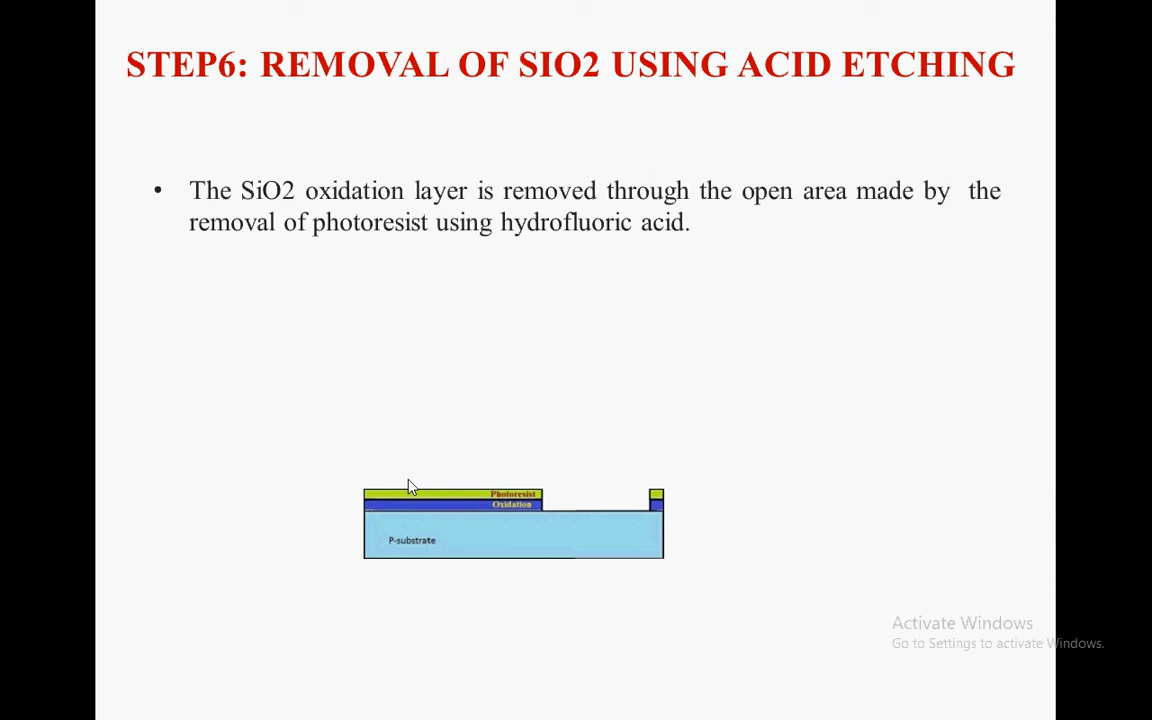 STEP6: REMOVAL OF SIO2 USING ACID ETCHING
• The SiO2 oxidation layer is removed through the open area made by the
removal of photoresist using hydrofluoric acid.
Photoresist
Oxidation
P-substrate
Activate Windows
Go to Settings to activate Windows.